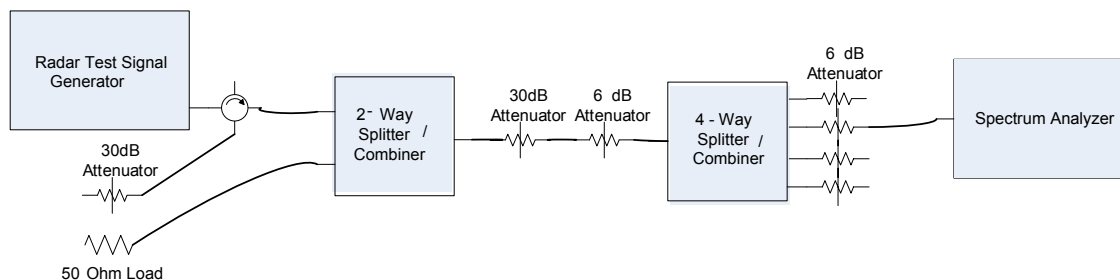 Radar Test Signal
Generator
30dB
Attenuator
50 Ohm Load
2- Way
Splitter /
Combiner
30dB
Attenuator
6 dB
Attenuator
4 - Way
Splitter /
Combiner
6 dB
Attenuator
Spectrum Analyzer